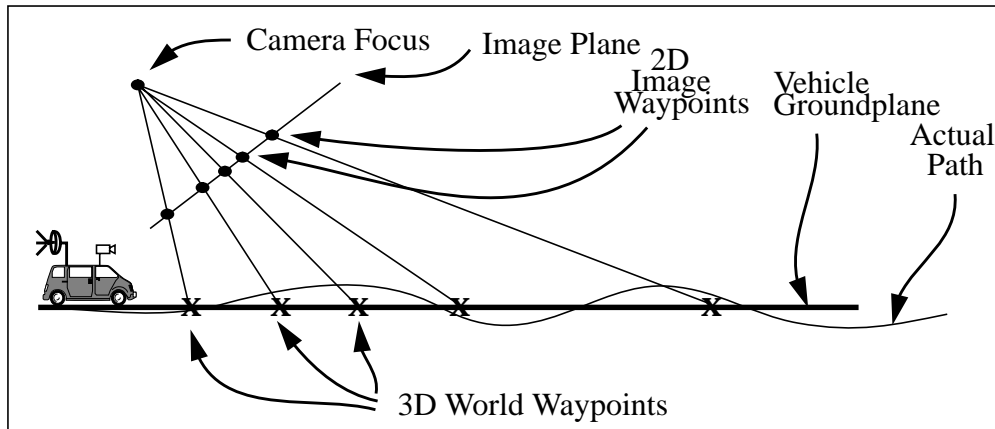 Camera Focus
Image Plane
2D
Image
Waypoints
Vehicle
Groundplane
Actual
Path
X X X X X
3D World Waypoints